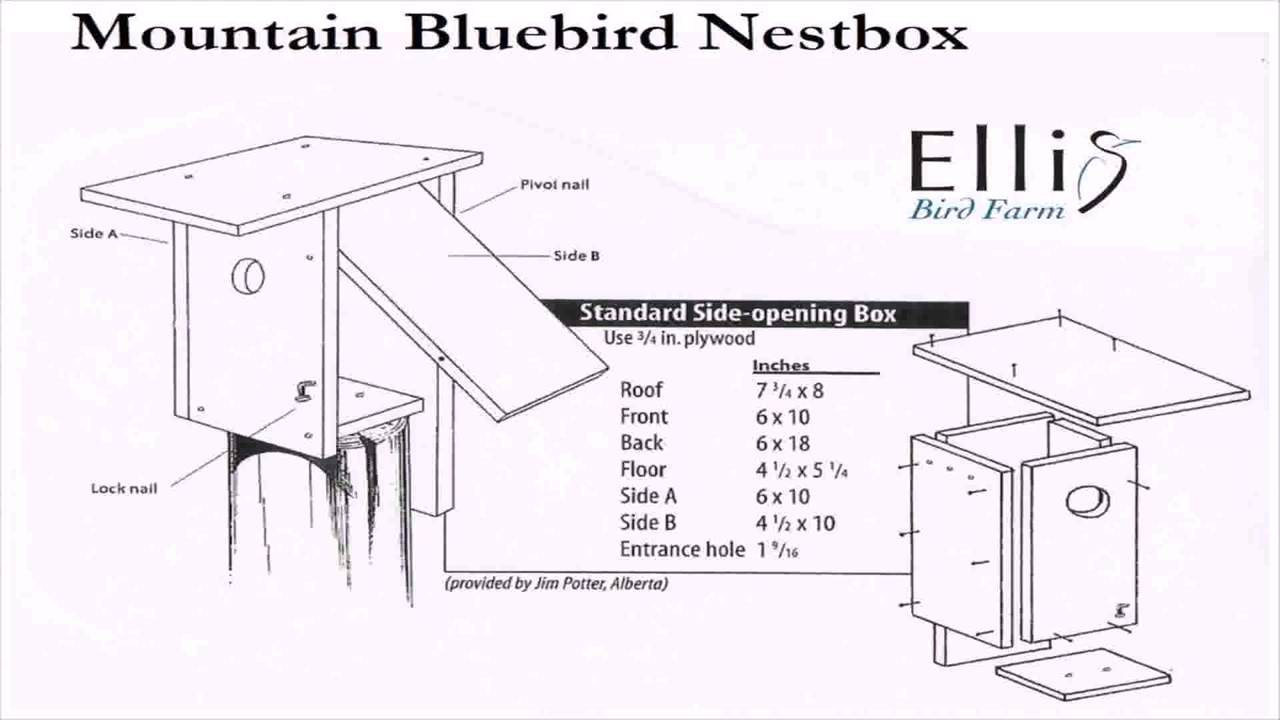 Mountain Bluebird Nestbox
Ellis
Bird Farm
Pivot nail
Side A
Side B
Lock nail
Standard Side-opening Box
Use 3/4 in. plywood
Inches
Roof 7 3/4 x 8
Front 6 x 10
Back 6 x 18
Floor 4 1/2 x 5 1/4
Side A 6 x 10
Side B 4 1/2 x 10
Entrance hole 1 9/16
(provided by Jim Potter, Alberta)